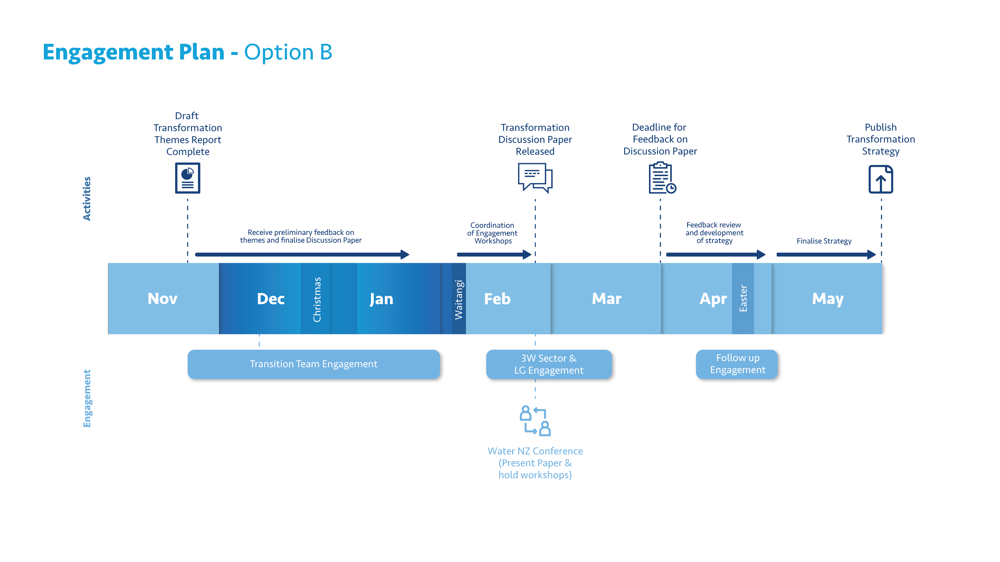 Engagement Plan - Option B
Draft
Transformation
Themes Report
Complete
Transformation
Discussion Paper
Released
Deadline for
Feedback on
Discussion Paper
Publish
Transformation
Strategy
Activities
Receive preliminary feedback on
themes and finalise Discussion Paper
Coordination
of Engagement
Workshops
Feedback review
and development
of strategy
Finalise Strategy
Nov
Dec
Christmas
Jan
Waitangi
Feb
Mar
Apr
Easter
May
Engagement
Transition Team Engagement
3W Sector &
LG Engagement
Follow up
Engagement
Water NZ Conference
(Present Paper &
hold workshops)